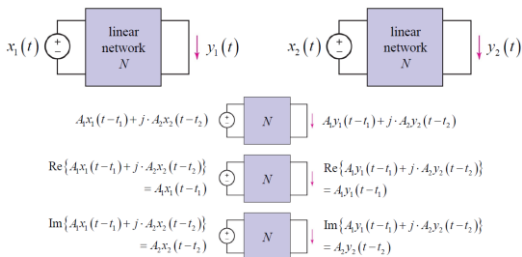 x₁(t) + − linear network N y₁(t)
x₂(t) + − linear network N y₂(t)
A₁x₁(t−t₁)+j·A₂x₂(t−t₂) + − N A₁y₁(t−t₁)+j·A₂y₂(t−t₂)
Re{A₁x₁(t−t₁)+j·A₂x₂(t−t₂)} + − N Re{A₁y₁(t−t₁)+j·A₂y₂(t−t₂)}
=A₁x₁(t−t₁) =A₁y₁(t−t₁)
Im{A₁x₁(t−t₁)+j·A₂x₂(t−t₂)} + − N Im{A₁y₁(t−t₁)+j·A₂y₂(t−t₂)}
=A₂x₂(t−t₂) =A₂y₂(t−t₂)